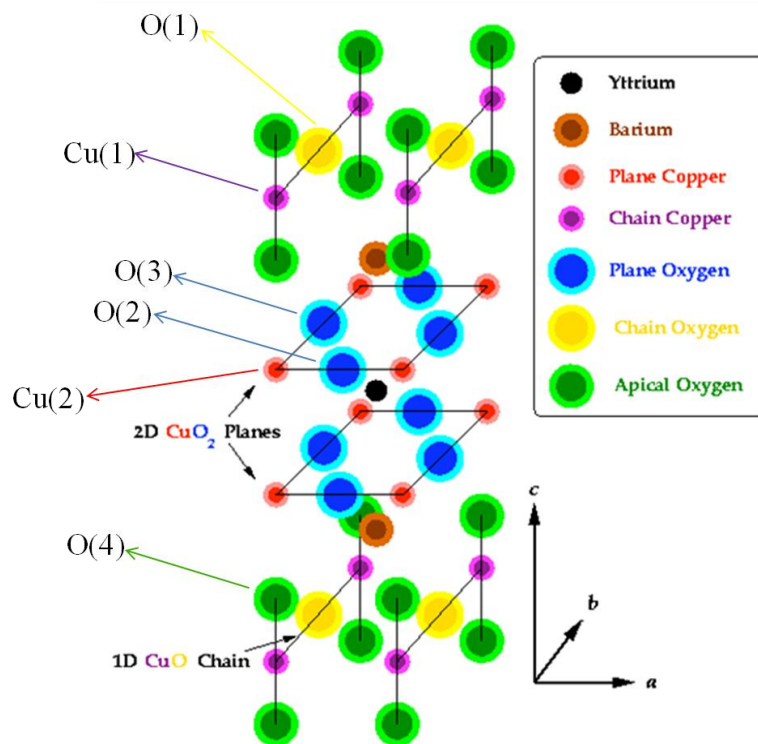 O(1)
Cu(1)
O(3)
O(2)
Cu(2)
2D CuO₂ Planes
O(4)
1D CuO Chain
Yttrium
Barium
Plane Copper
Chain Copper
Plane Oxygen
Chain Oxygen
Apical Oxygen
c
b
a